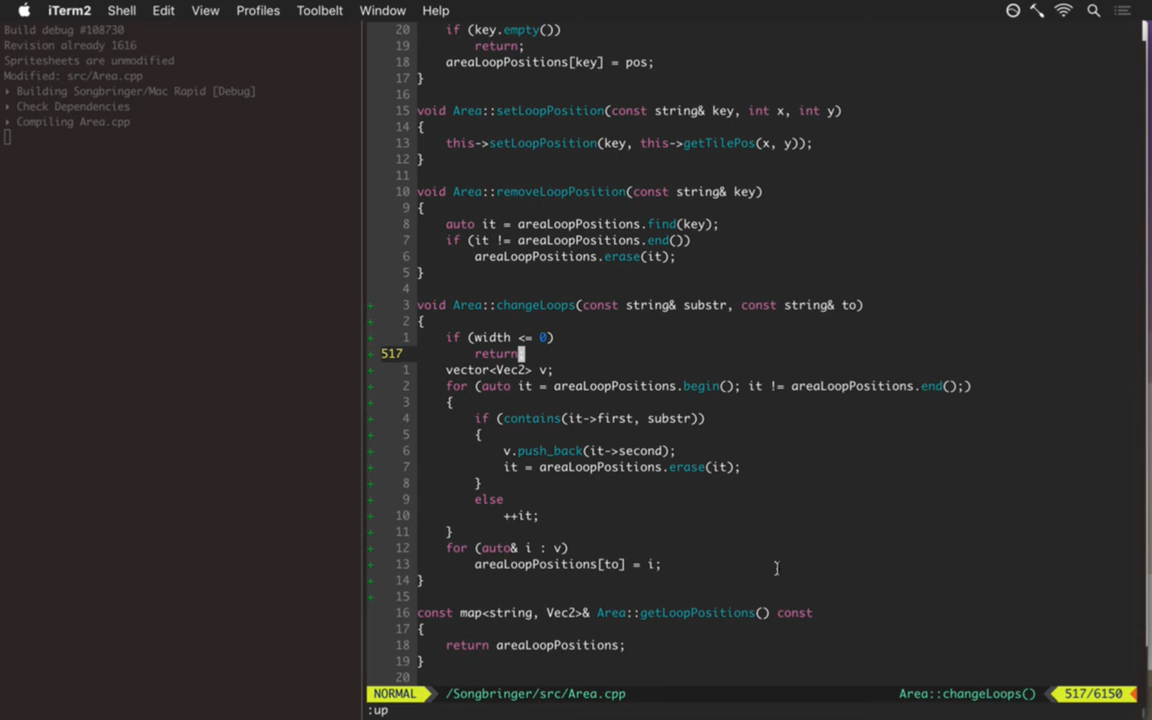 iTerm2 Shell Edit View Profiles Toolbelt Window Help
Build debug #108730
Revision already 1616
Spritesheets are unmodified
Modified: src/Area.cpp
▸ Building Songbringer/Mac Rapid [Debug]
▸ Check Dependencies
▸ Compiling Area.cpp
20 if (key.empty())
19 return;
18 areaLoopPositions[key] = pos;
17 }
16
15 void Area::setLoopPosition(const string& key, int x, int y)
14 {
13 this->setLoopPosition(key, this->getTilePos(x, y));
12 }
11
10 void Area::removeLoopPosition(const string& key)
9 {
8 auto it = areaLoopPositions.find(key);
7 if (it != areaLoopPositions.end())
6 areaLoopPositions.erase(it);
5 }
4
+ 3 void Area::changeLoops(const string& substr, const string& to)
+ 2 {
+ 1 if (width <= 0)
+ 517 return;
+ 1 vector<Vec2> v;
+ 2 for (auto it = areaLoopPositions.begin(); it != areaLoopPositions.end();)
+ 3 {
+ 4 if (contains(it->first, substr))
+ 5 {
+ 6 v.push_back(it->second);
+ 7 it = areaLoopPositions.erase(it);
+ 8 }
+ 9 else
+ 10 ++it;
+ 11 }
+ 12 for (auto& i : v)
+ 13 areaLoopPositions[to] = i;
+ 14 }
+ 15
16 const map<string, Vec2>& Area::getLoopPositions() const
17 {
18 return areaLoopPositions;
19 }
20
NORMAL /Songbringer/src/Area.cpp Area::changeLoops() 517/6150
:up